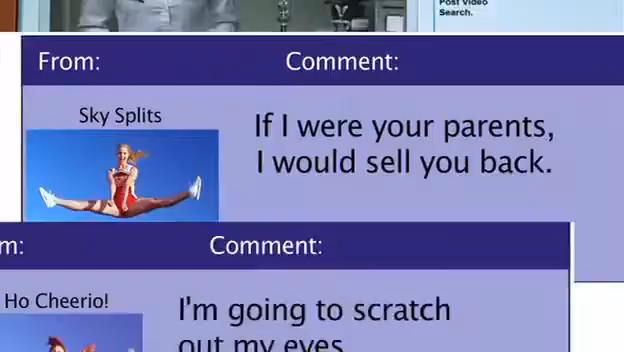 Post Video
Search.
From:
Comment:
Sky Splits
If I were your parents,
I would sell you back.
m:
Comment:
Ho Cheerio!
I'm going to scratch
out my eyes